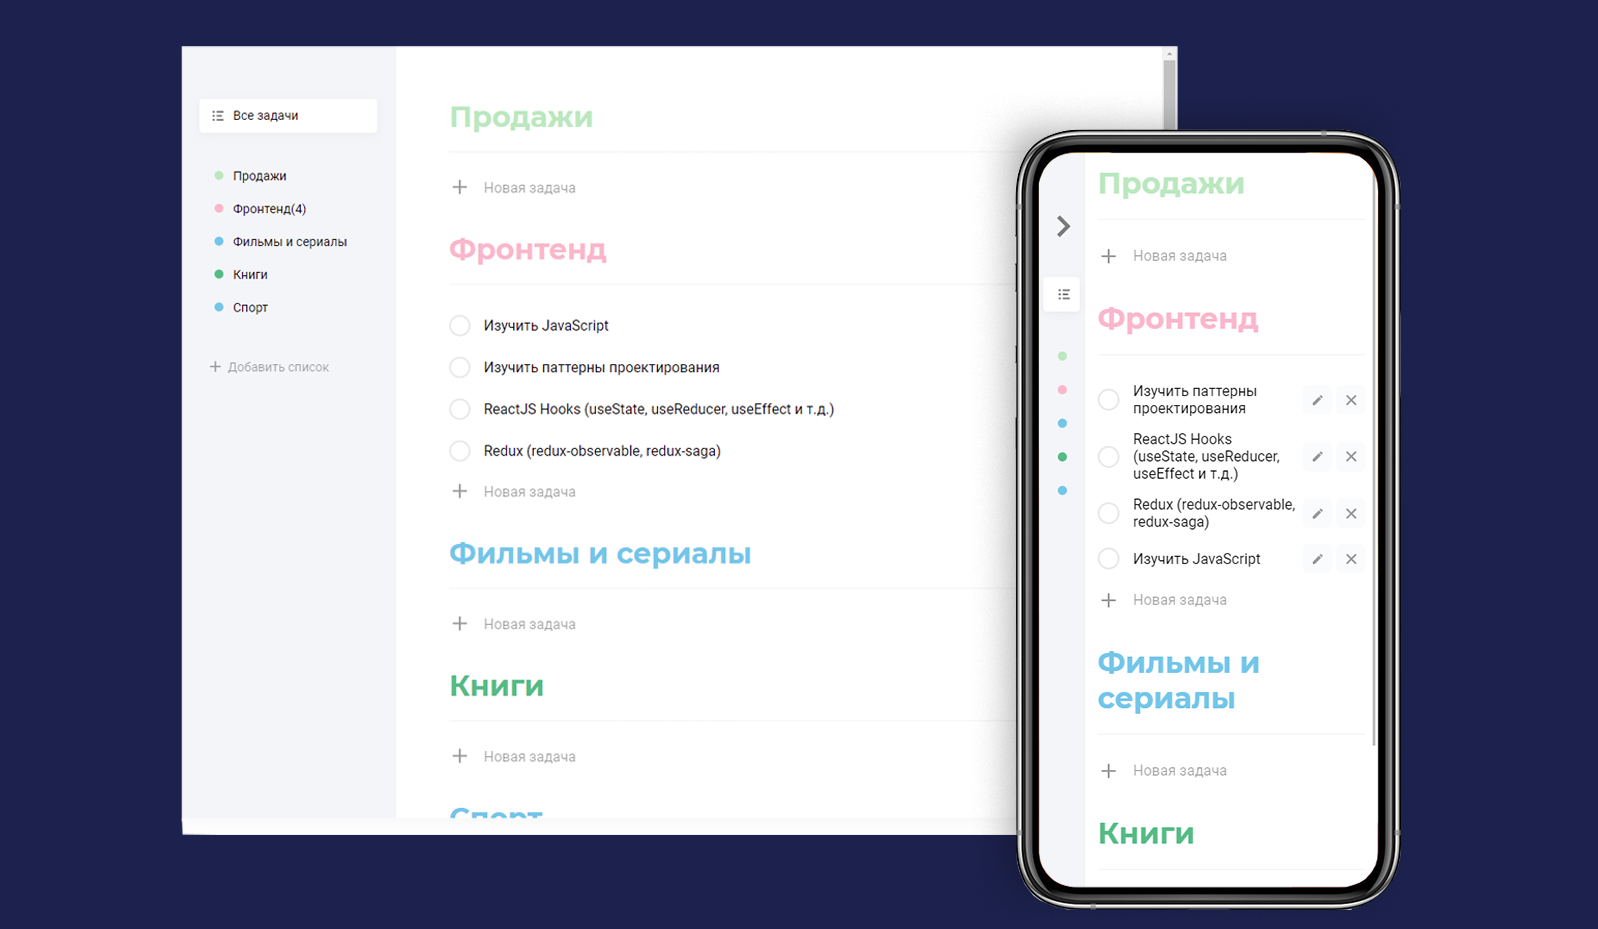 Все задачи
Продажи
Фронтенд(4)
Фильмы и сериалы
Книги
Спорт
Добавить список
Продажи
Новая задача
Фронтенд
Изучить JavaScript
Изучить паттерны проектирования
ReactJS Hooks (useState, useReducer, useEffect и т.д.)
Redux (redux-observable, redux-saga)
Новая задача
Фильмы и сериалы
Новая задача
Книги
Новая задача
Спорт
Продажи
Новая задача
Фронтенд
Изучить паттерны
проектирования
ReactJS Hooks
(useState, useReducer,
useEffect и т.д.)
Redux (redux-observable,
redux-saga)
Изучить JavaScript
Новая задача
Фильмы и
сериалы
Новая задача
Книги